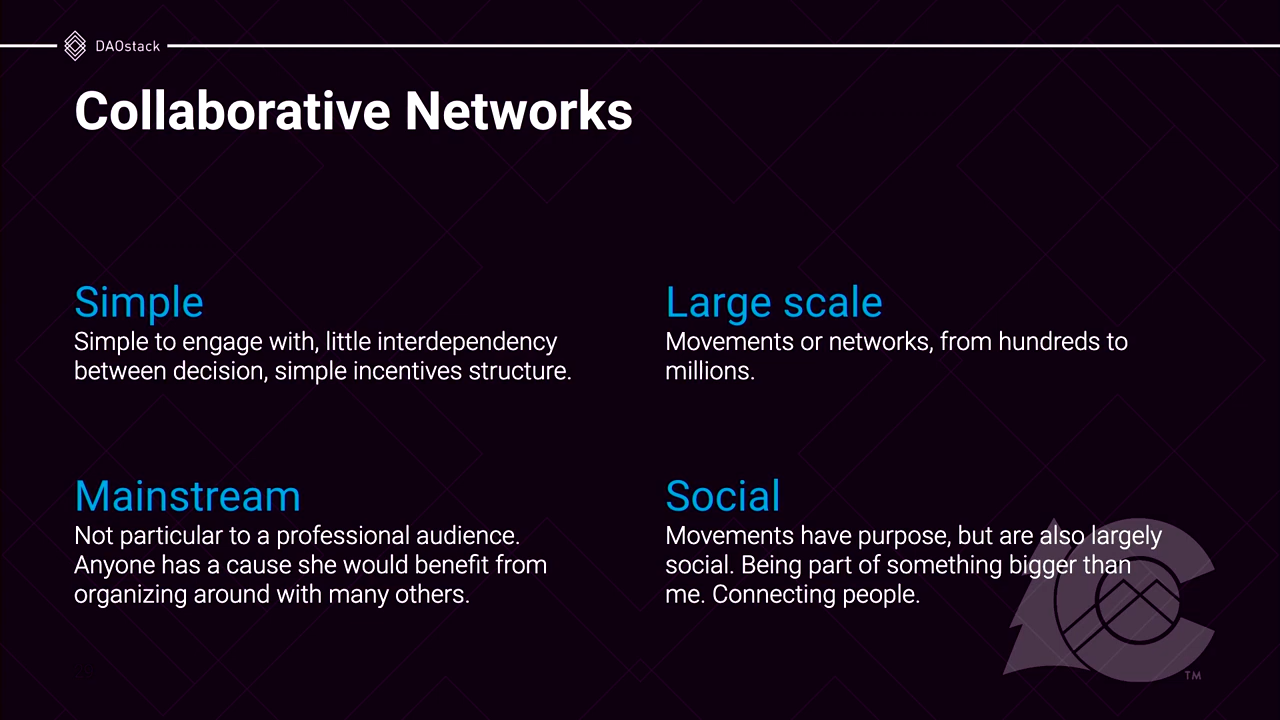 DAOstack
Collaborative Networks
Simple
Simple to engage with, little interdependency
between decision, simple incentives structure.
Large scale
Movements or networks, from hundreds to
millions.
Mainstream
Not particular to a professional audience.
Anyone has a cause she would benefit from
organizing around with many others.
Social
Movements have purpose, but are also largely
social. Being part of something bigger than
me. Connecting people.
TM